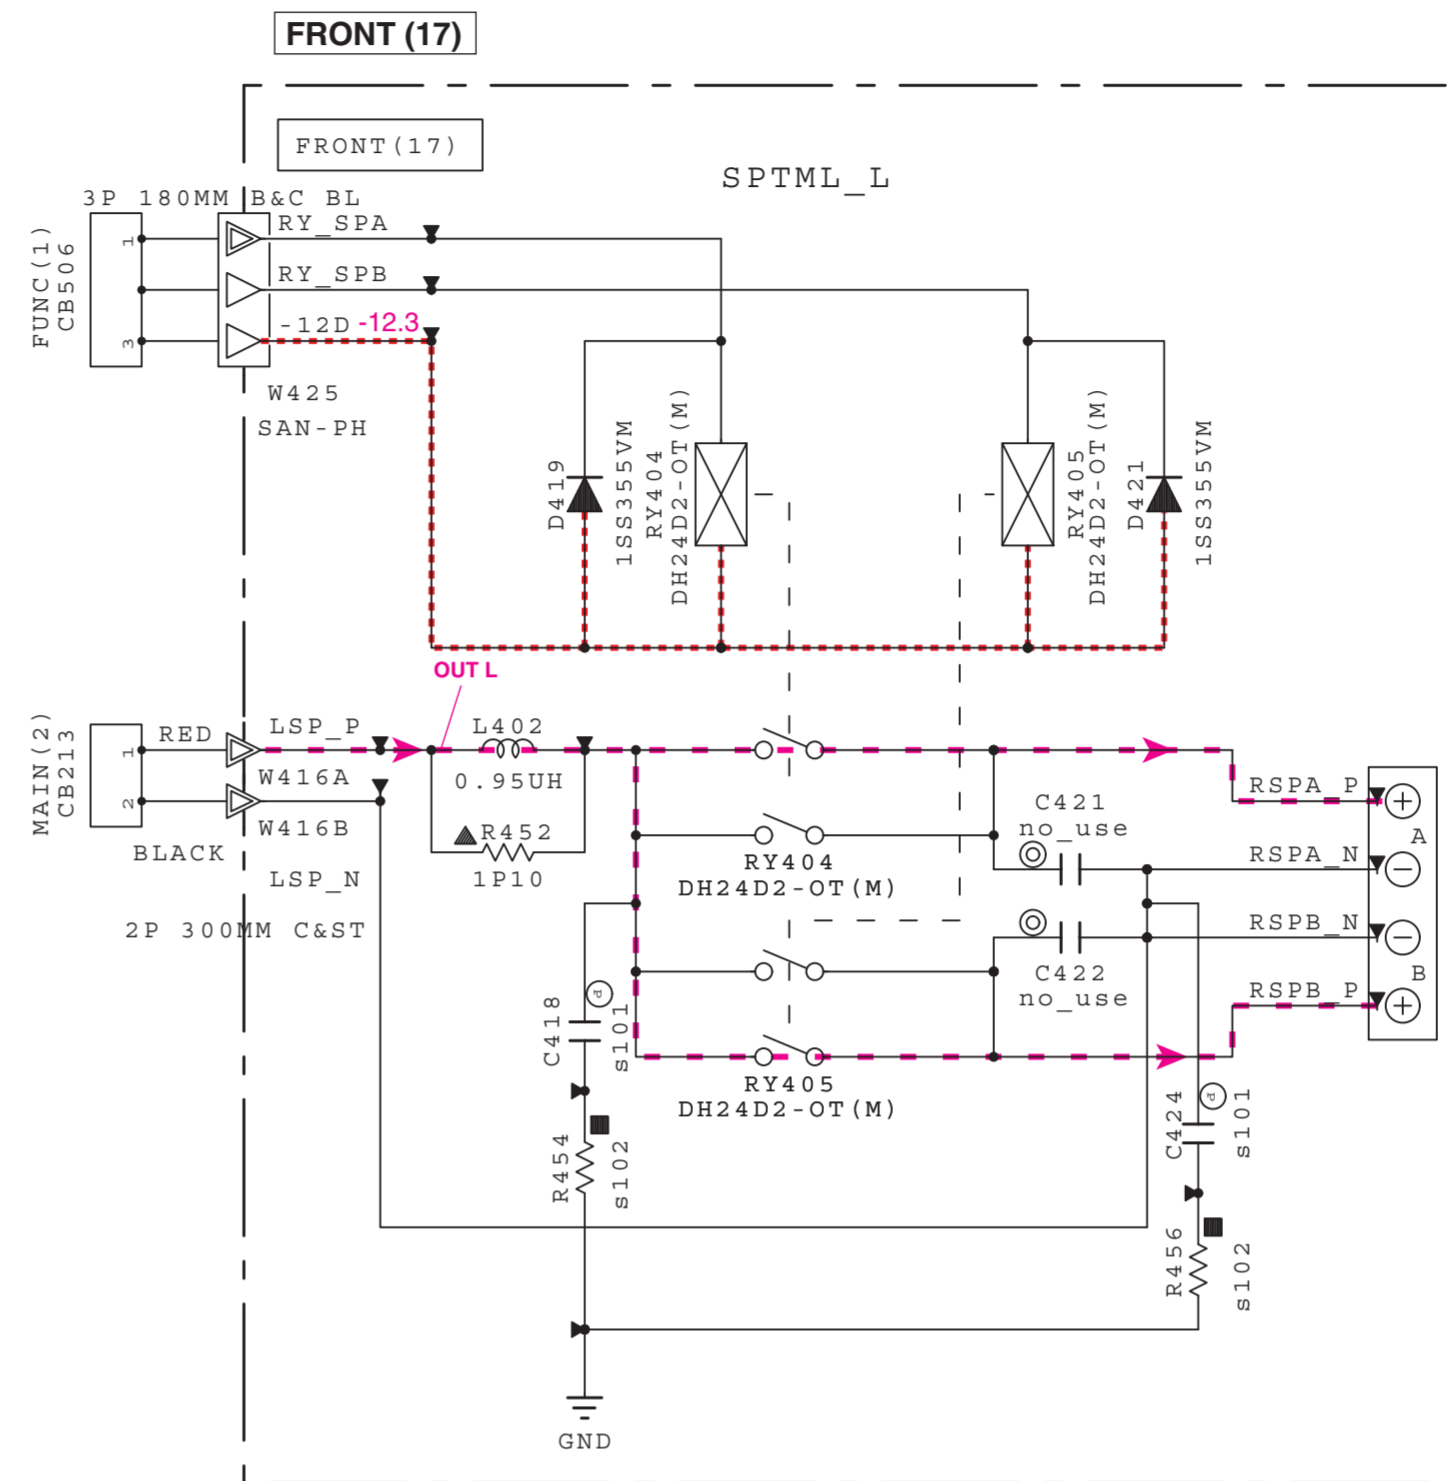 FRONT (17)
FRONT(17)
SPTML_L
3P 180MM B&C BL
FUNC(1)
CB506
1
3
RY_SPA
RY_SPB
-12D -12.3
W425
SAN-PH
D419
1SS355VM
RY404
DH24D2-OT(M)
RY405
DH24D2-OT(M)
D421
1SS355VM
OUT L
MAIN(2)
CB213
1
2
RED
LSP_P
W416A
W416B
BLACK
LSP_N
2P 300MM C&ST
L402
0.95UH
R452
1P10
RY404
DH24D2-OT(M)
C421
no_use
C422
no_use
RSPA_P
RSPA_N
RSPB_N
RSPB_P
+
A
−
−
B
+
C418
P
s101
R454
s102
RY405
DH24D2-OT(M)
C424
P
s101
R456
s102
GND